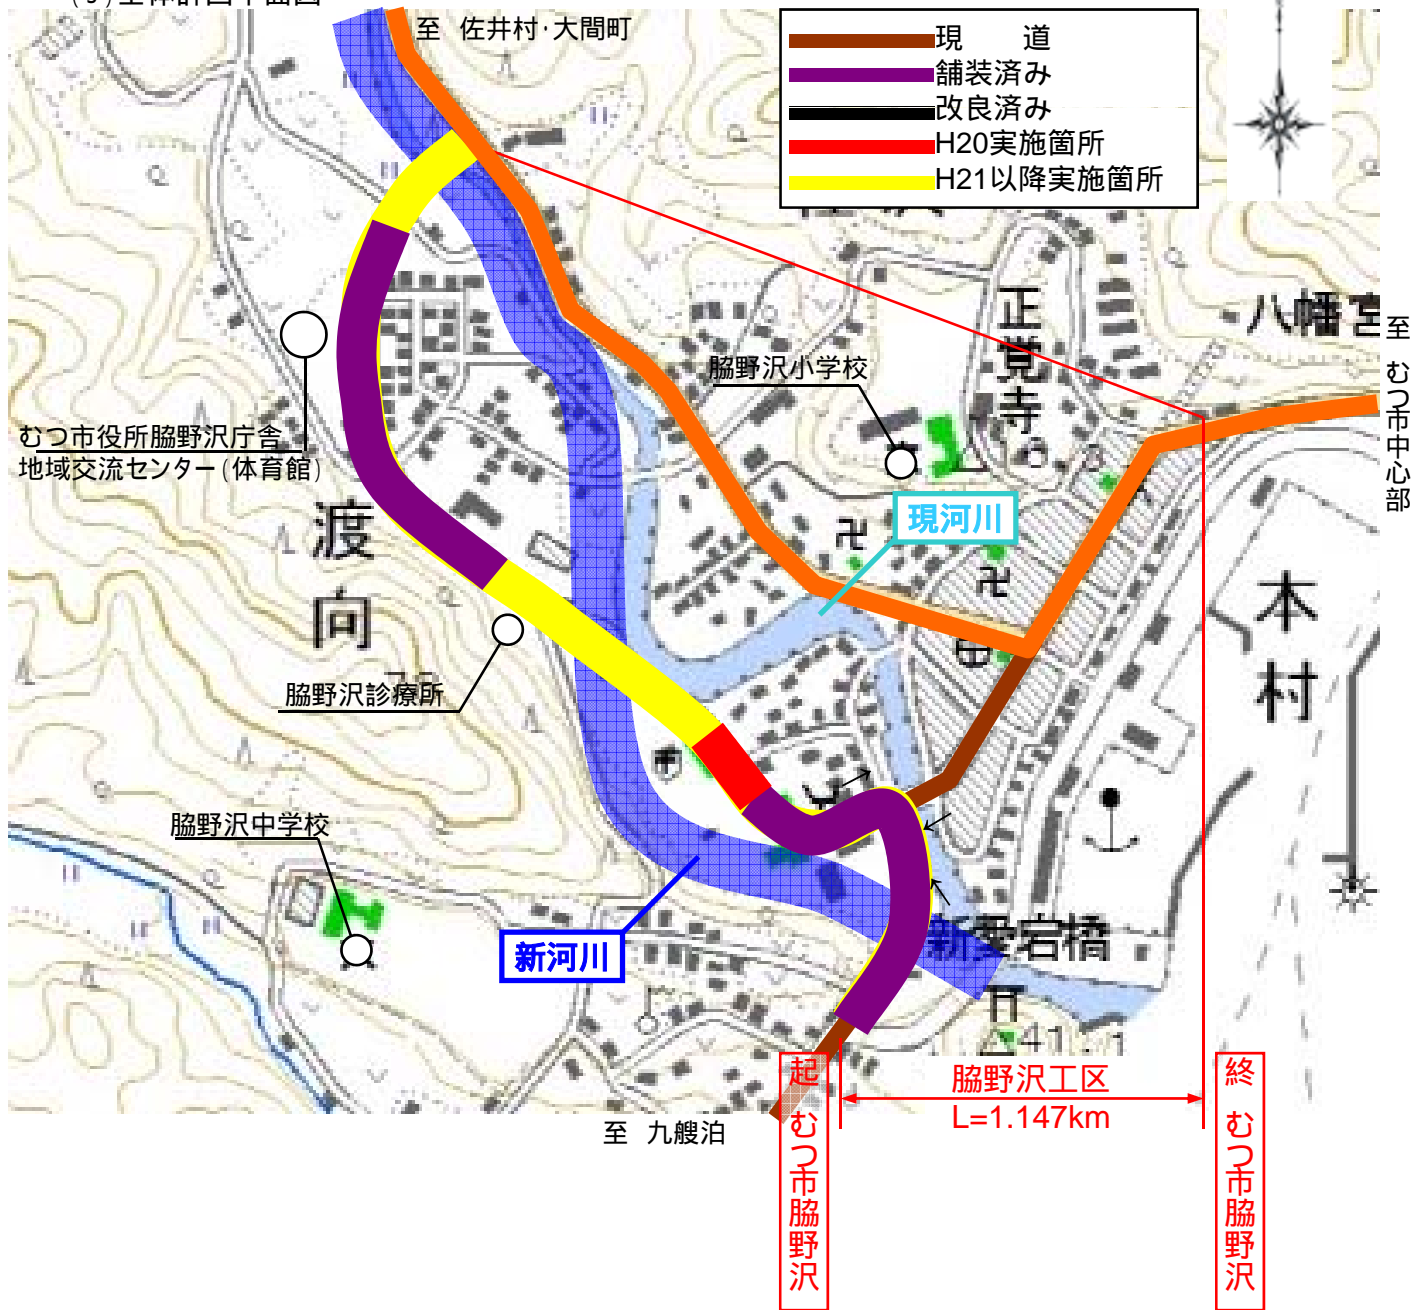 至 佐井村・大間町
現　　道
舗装済み
改良済み
H20実施箇所
H21以降実施箇所
八幡宮
至 むつ市中心部
正覚寺
脇野沢小学校
むつ市役所脇野沢庁舎
地域交流センター(体育館)
渡向
現河川
本村
脇野沢診療所
脇野沢中学校
新河川
新愛宕橋
41.1
起 むつ市脇野沢
脇野沢工区
L=1.147km
終 むつ市脇野沢
至 九艘泊